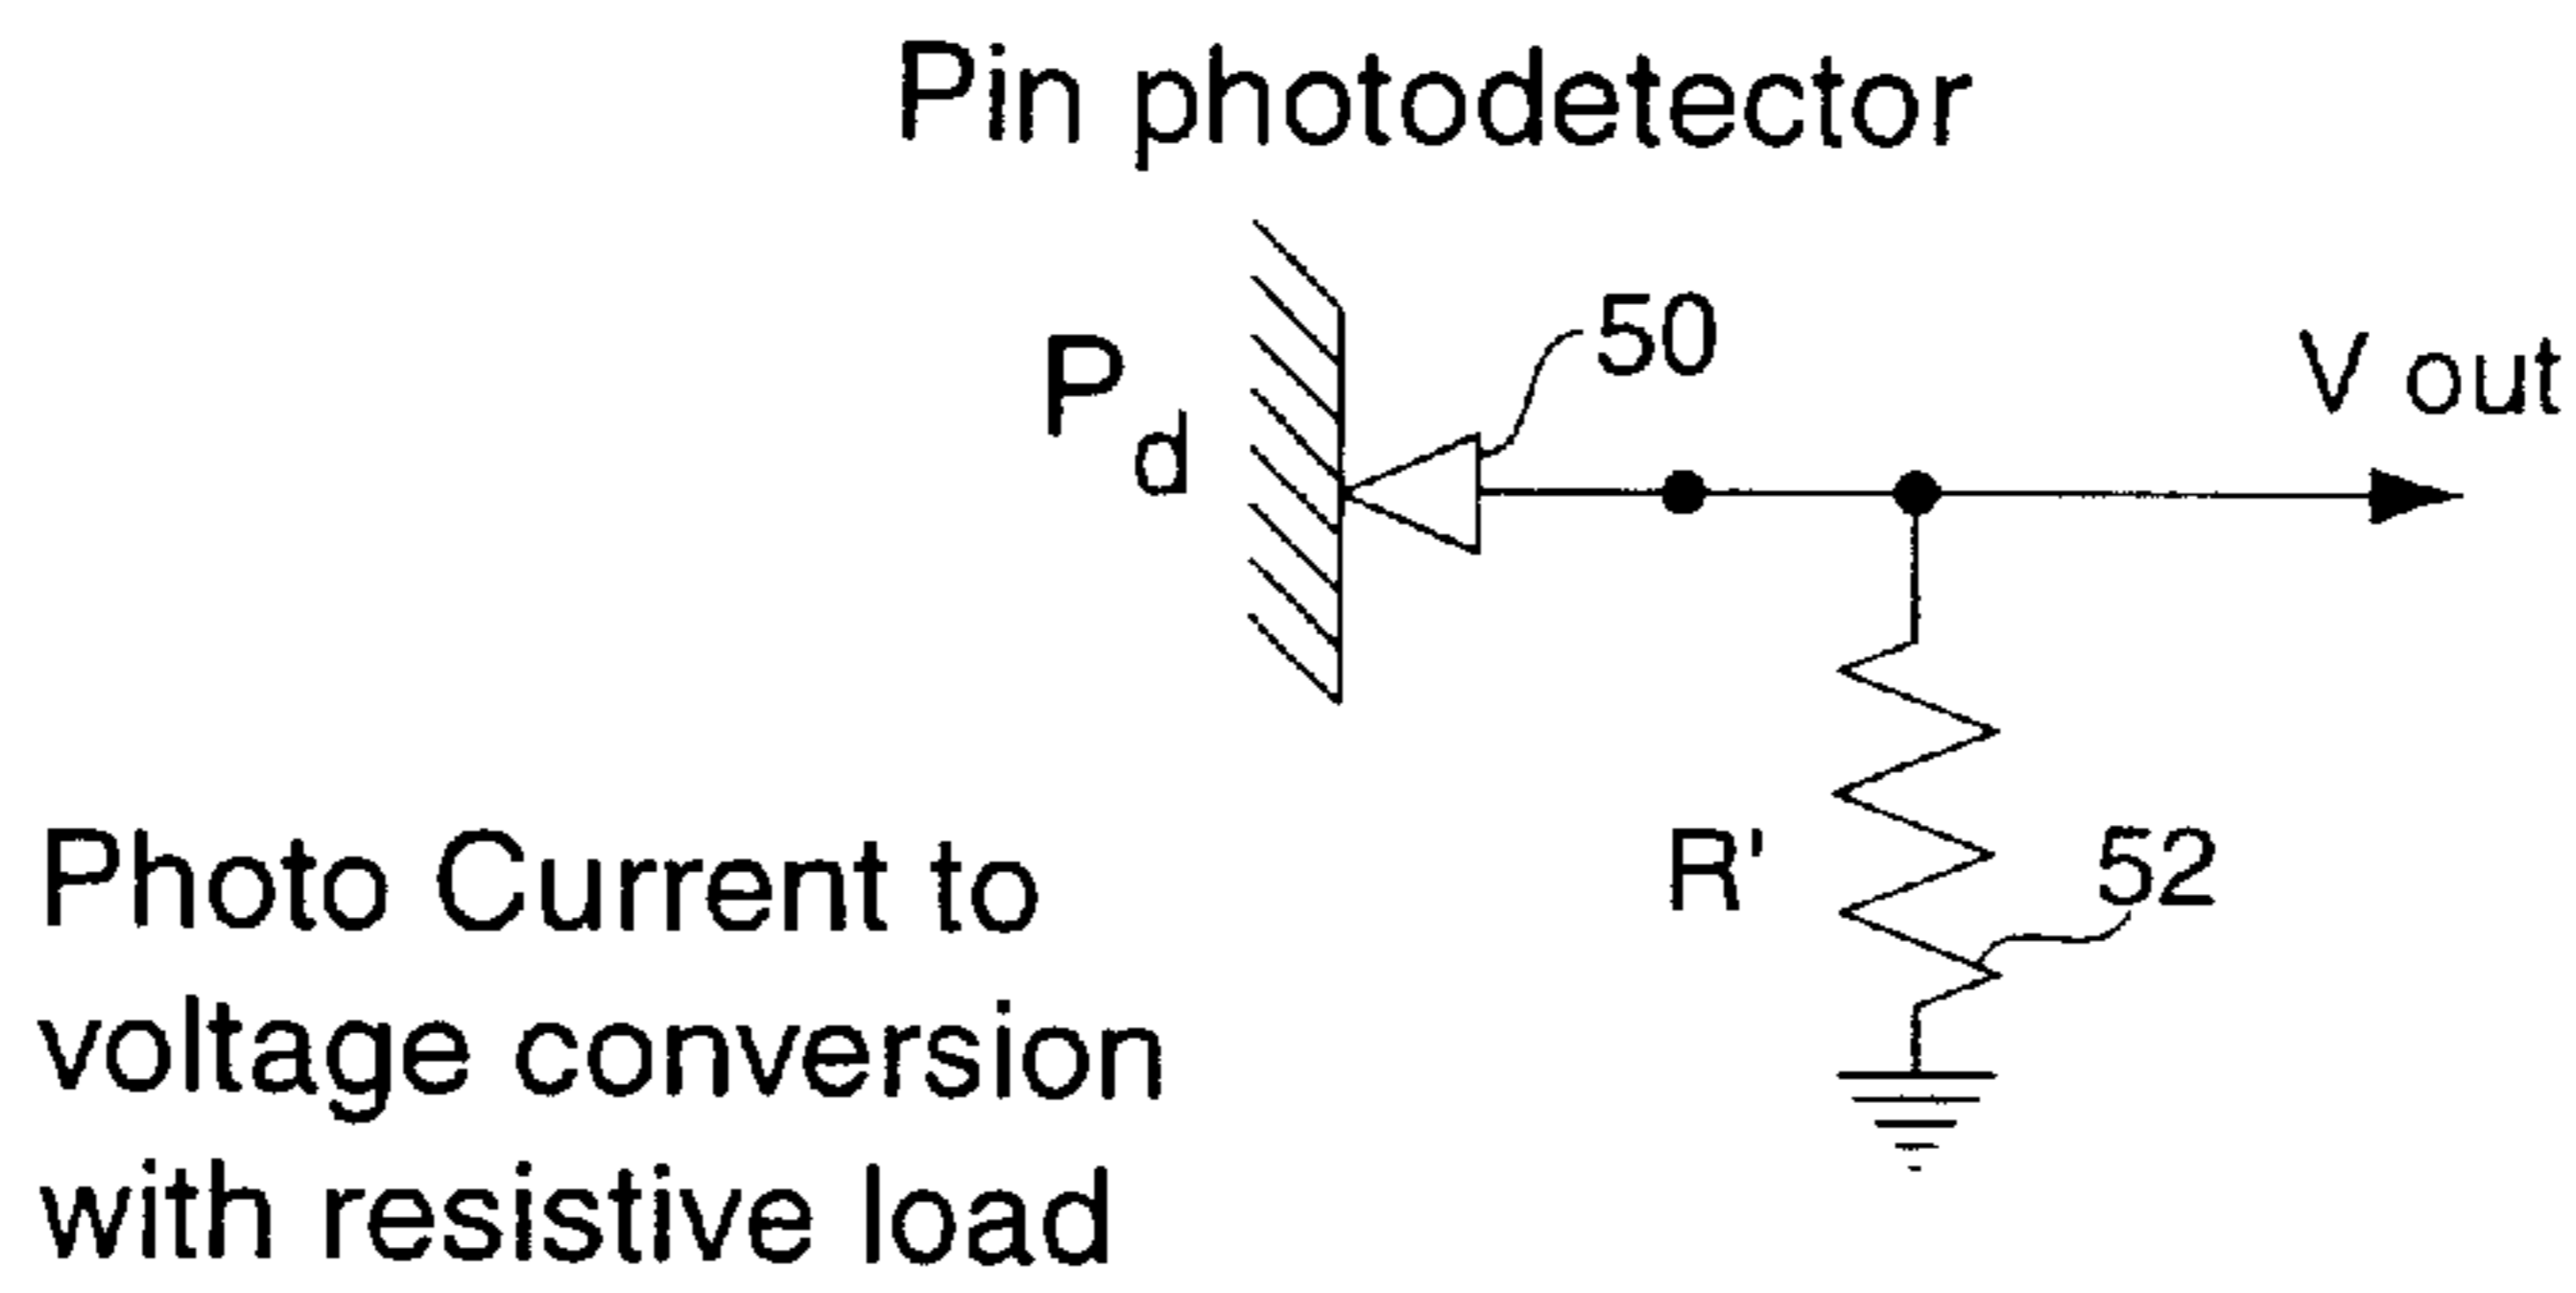 Pin photodetector
P d
50
V out
R'
52
Photo Current to
voltage conversion
with resistive load